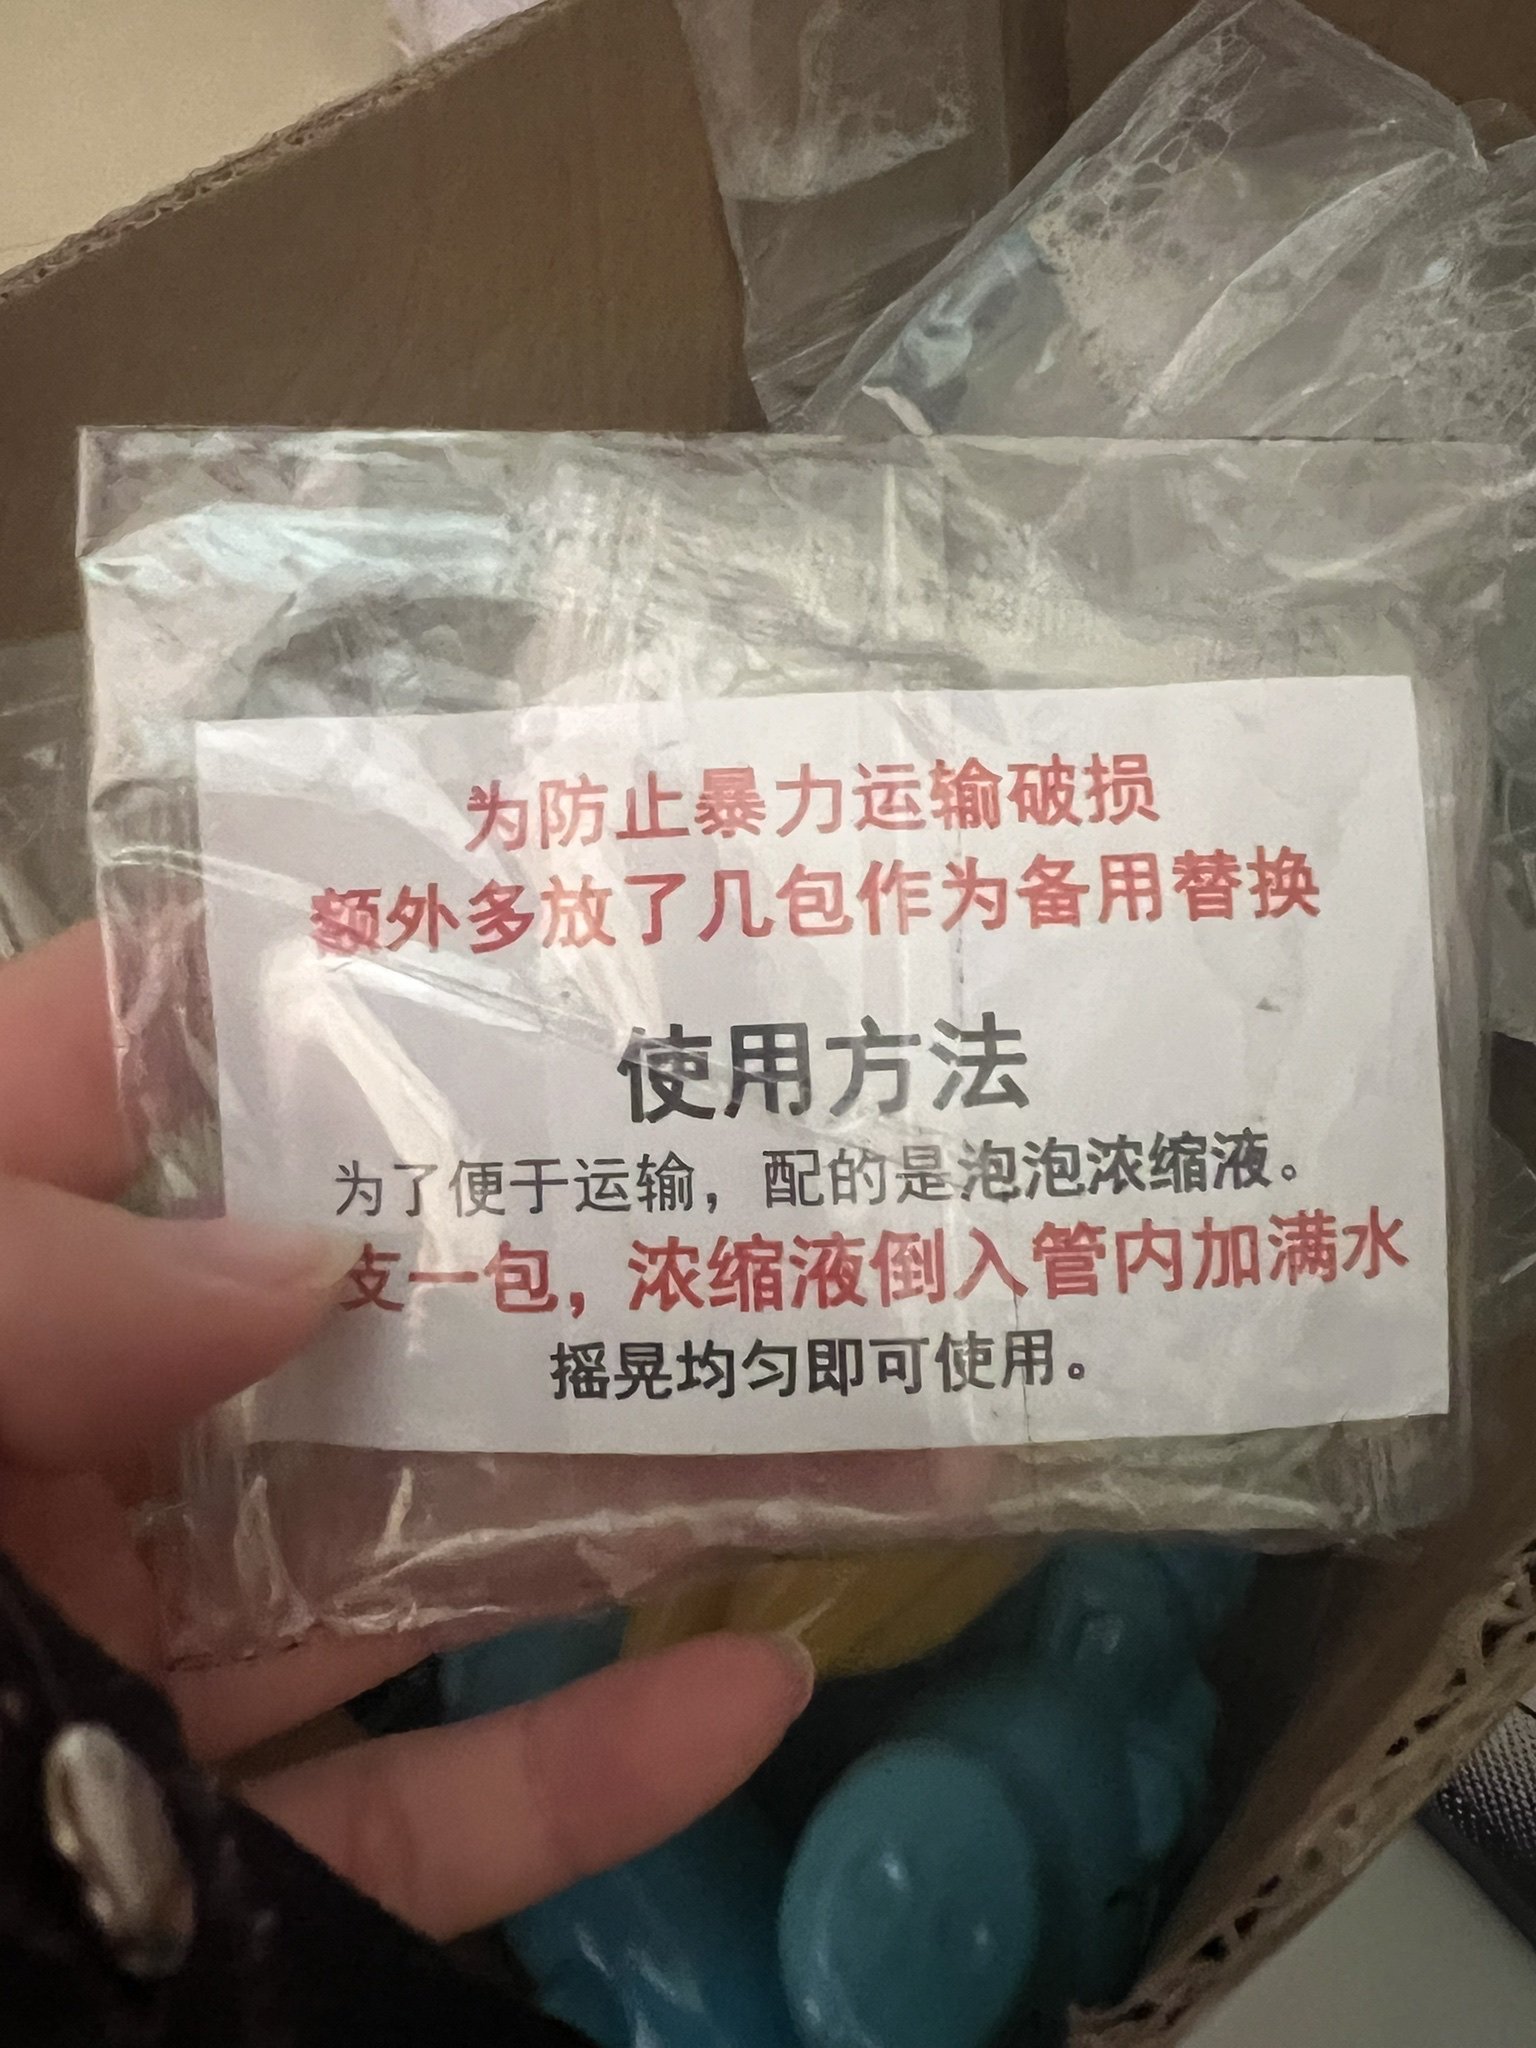 为防止暴力运输破损
额外多放了几包作为备用替换
使用方法
为了便于运输，配的是泡泡浓缩液。
支一包，浓缩液倒入管内加满水
摇晃均匀即可使用。